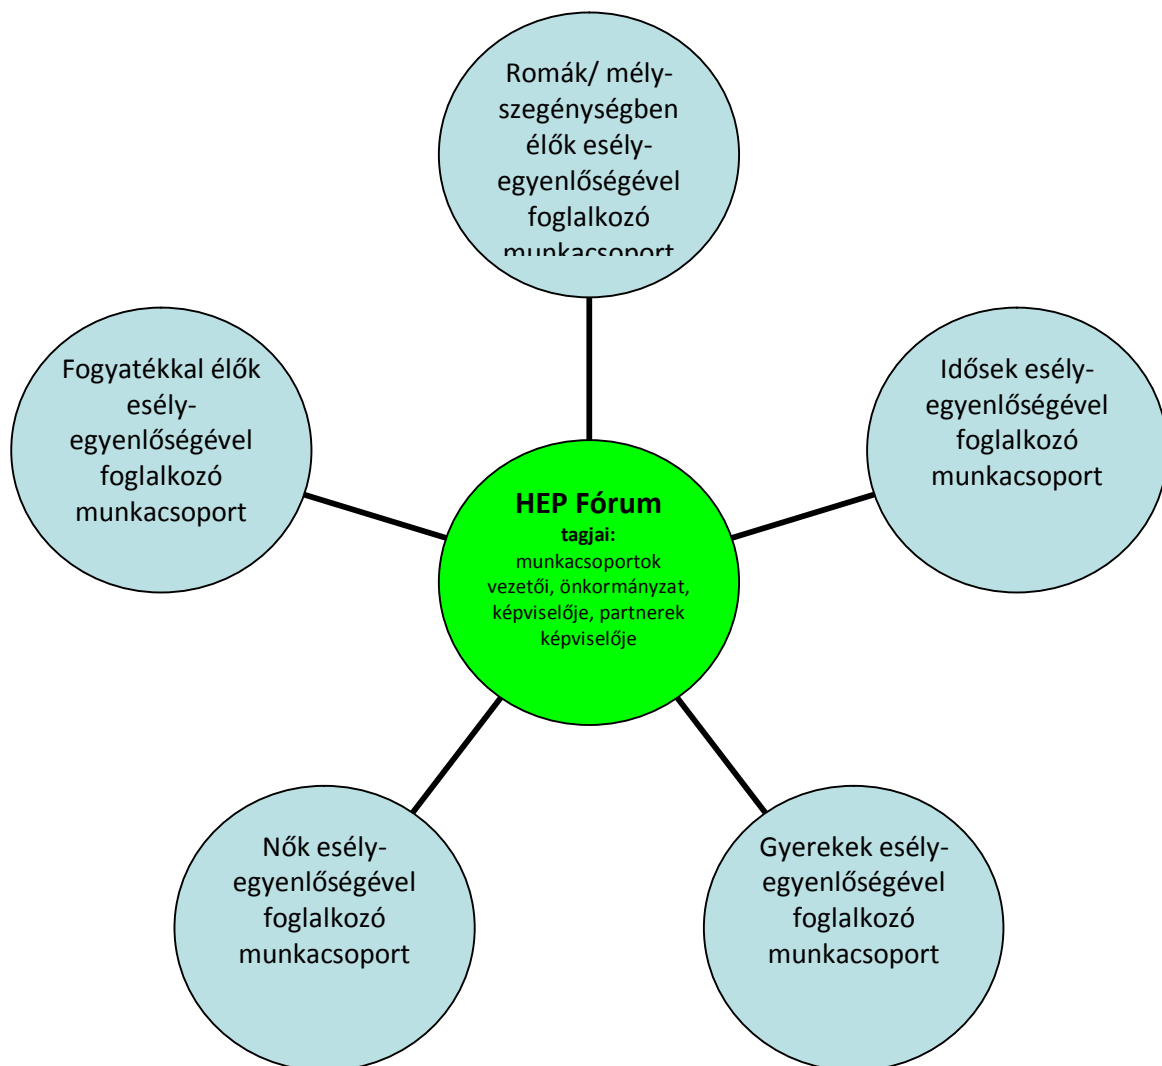 Romák/ mély-
szegénységben
élők esély-
egyenlőségével
foglalkozó
munkacsoport
Fogyatékkal élők
esély-
egyenlőségével
foglalkozó
munkacsoport
Idősek esély-
egyenlőségével
foglalkozó
munkacsoport
HEP Fórum
tagjai:
munkacsoportok
vezetői, önkormányzat,
képviselője, partnerek
képviselője
Nők esély-
egyenlőségével
foglalkozó
munkacsoport
Gyerekek esély-
egyenlőségével
foglalkozó
munkacsoport